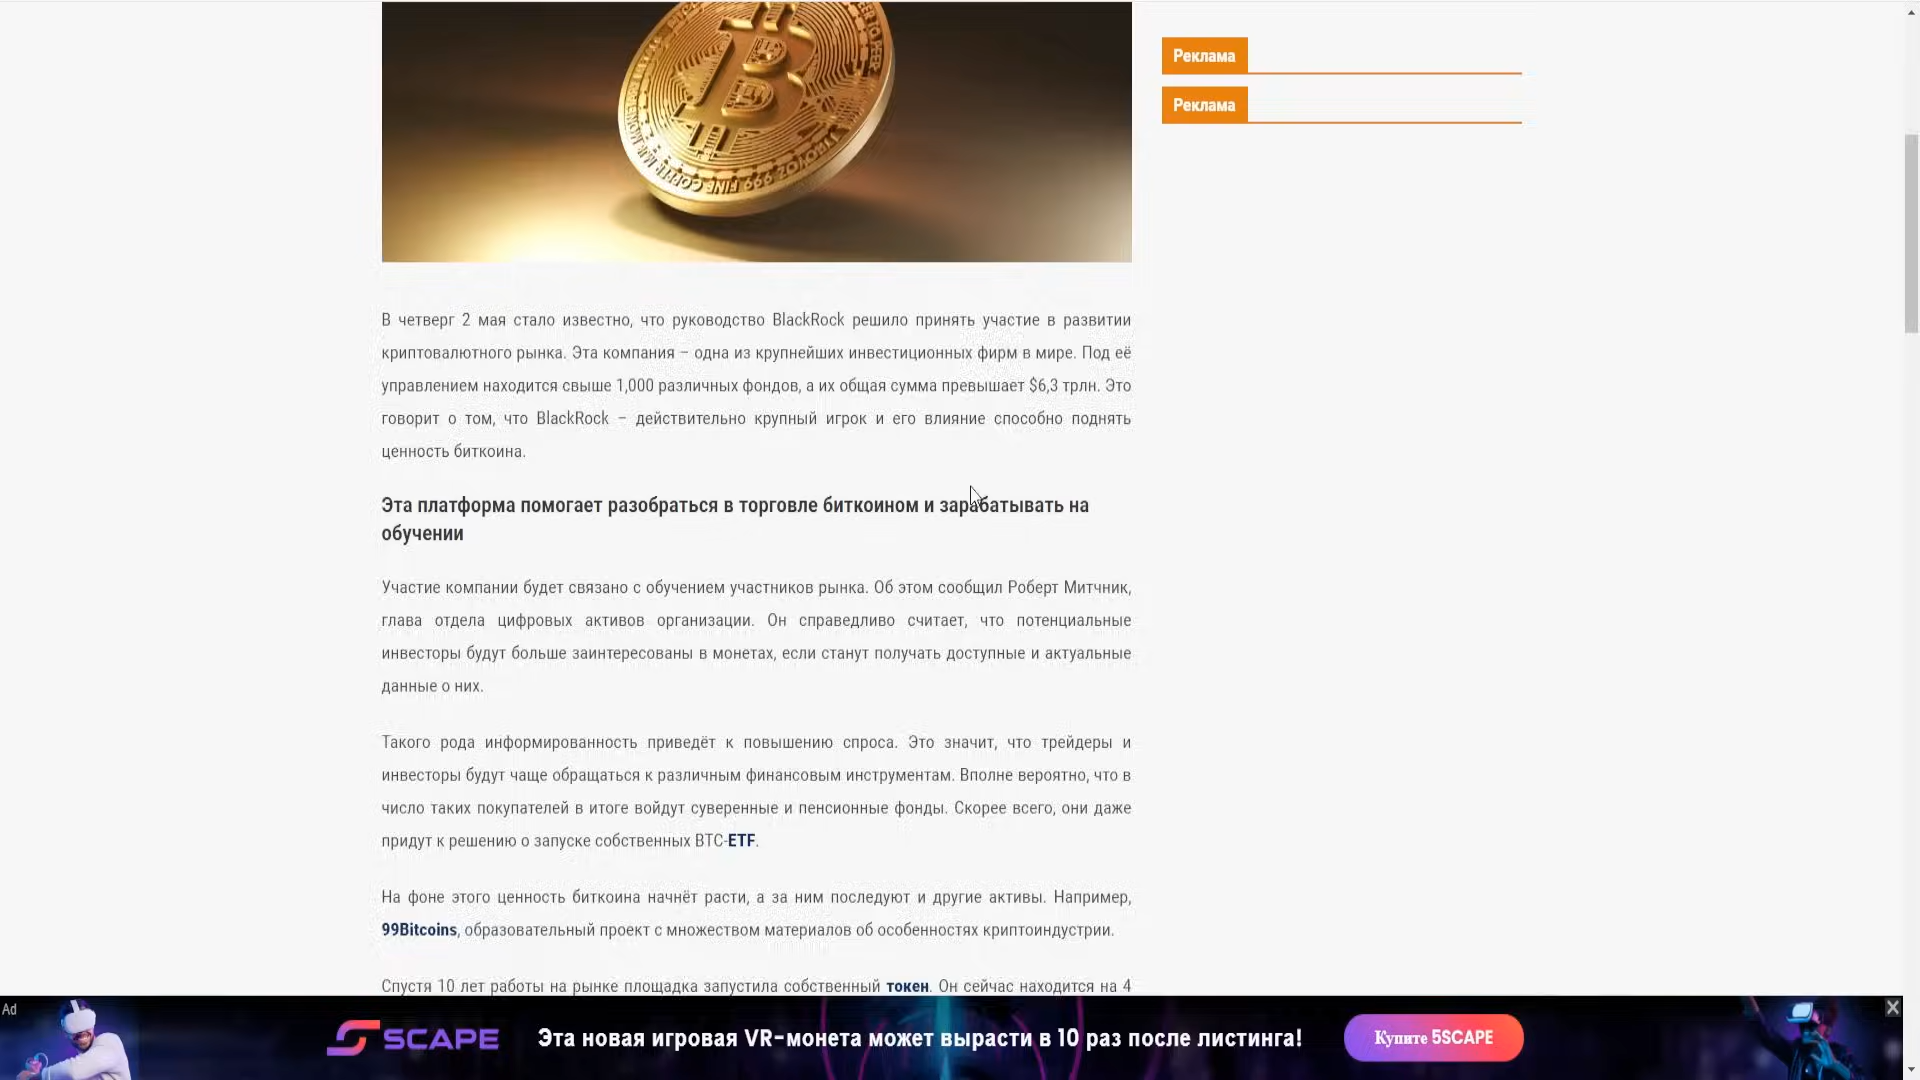 Реклама
Реклама
В четверг 2 мая стало известно, что руководство BlackRock решило принять участие в развитии
криптовалютного рынка. Эта компания – одна из крупнейших инвестиционных фирм в мире. Под её
управлением находится свыше 1,000 различных фондов, а их общая сумма превышает $6,3 трлн. Это
говорит о том, что BlackRock – действительно крупный игрок и его влияние способно поднять
ценность биткоина.
Эта платформа помогает разобраться в торговле биткоином и зарабатывать на
обучении
Участие компании будет связано с обучением участников рынка. Об этом сообщил Роберт Митчник,
глава отдела цифровых активов организации. Он справедливо считает, что потенциальные
инвесторы будут больше заинтересованы в монетах, если станут получать доступные и актуальные
данные о них.
Такого рода информированность приведёт к повышению спроса. Это значит, что трейдеры и
инвесторы будут чаще обращаться к различным финансовым инструментам. Вполне вероятно, что в
число таких покупателей в итоге войдут суверенные и пенсионные фонды. Скорее всего, они даже
придут к решению о запуске собственных BTC-ETF.
На фоне этого ценность биткоина начнёт расти, а за ним последуют и другие активы. Например,
99Bitcoins, образовательный проект с множеством материалов об особенностях криптоиндустрии.
Спустя 10 лет работы на рынке площадка запустила собственный токен. Он сейчас находится на 4
Ad
5SCAPE
Эта новая игровая VR-монета может вырасти в 10 раз после листинга!
Купите 5SCAPE